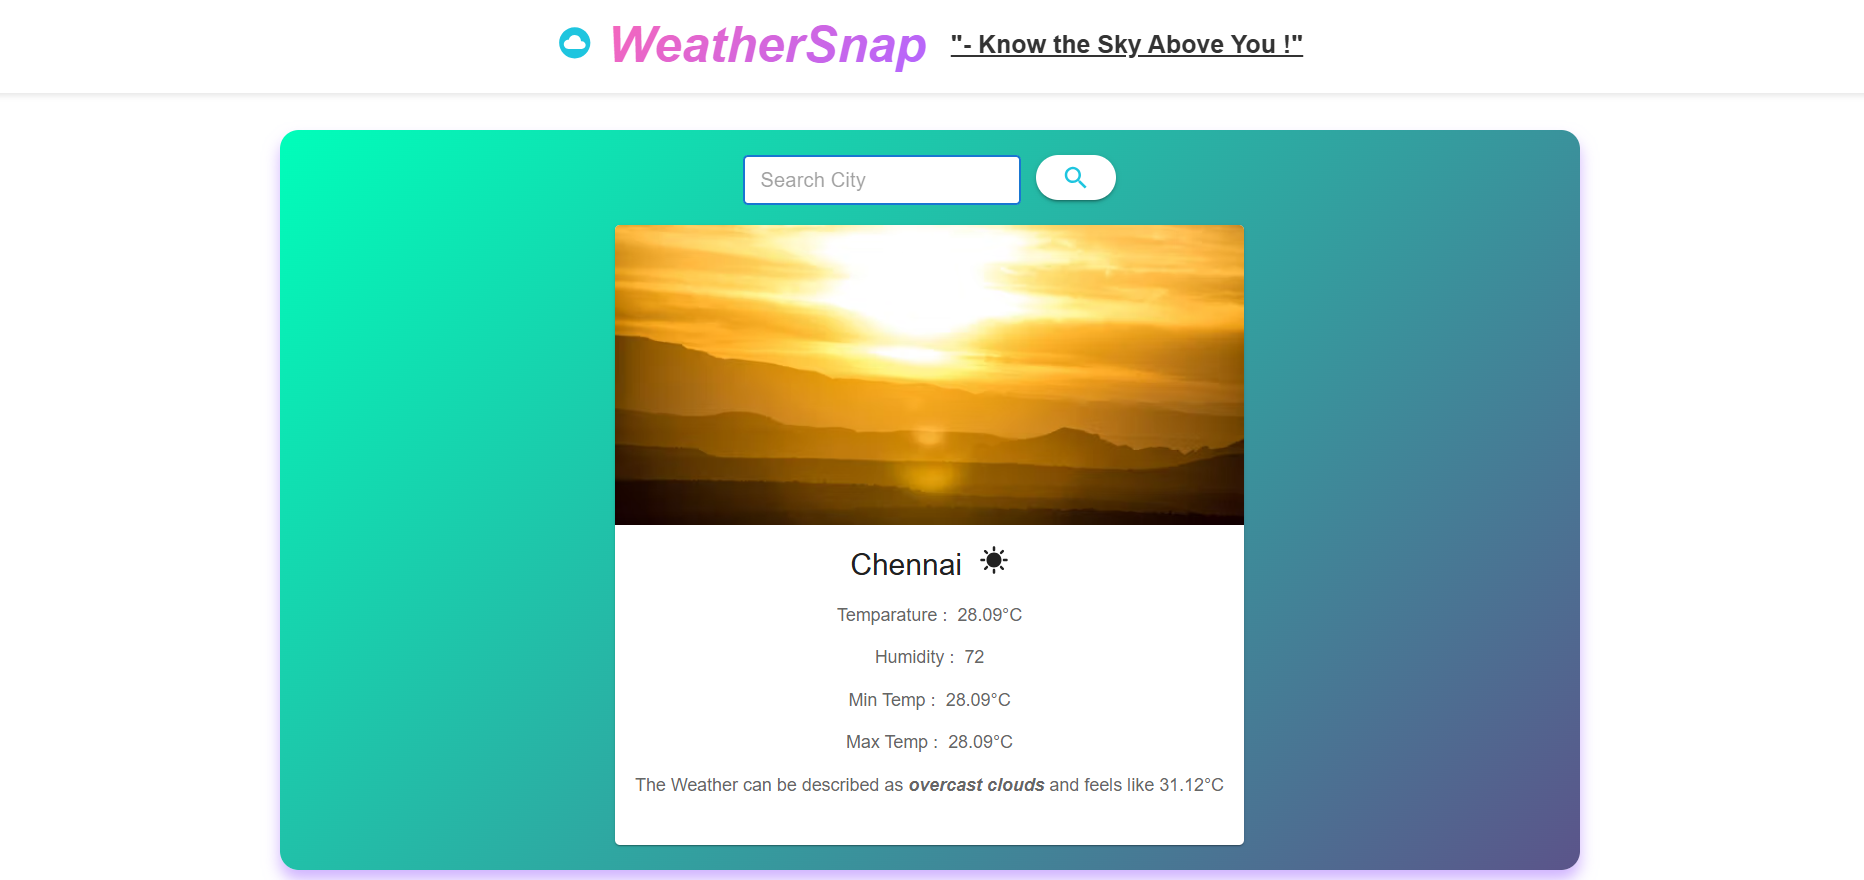 WeatherSnap "- Know the Sky Above You !"
Search City
Chennai
Temparature : 28.09°C
Humidity : 72
Min Temp : 28.09°C
Max Temp : 28.09°C
The Weather can be described as overcast clouds and feels like 31.12°C